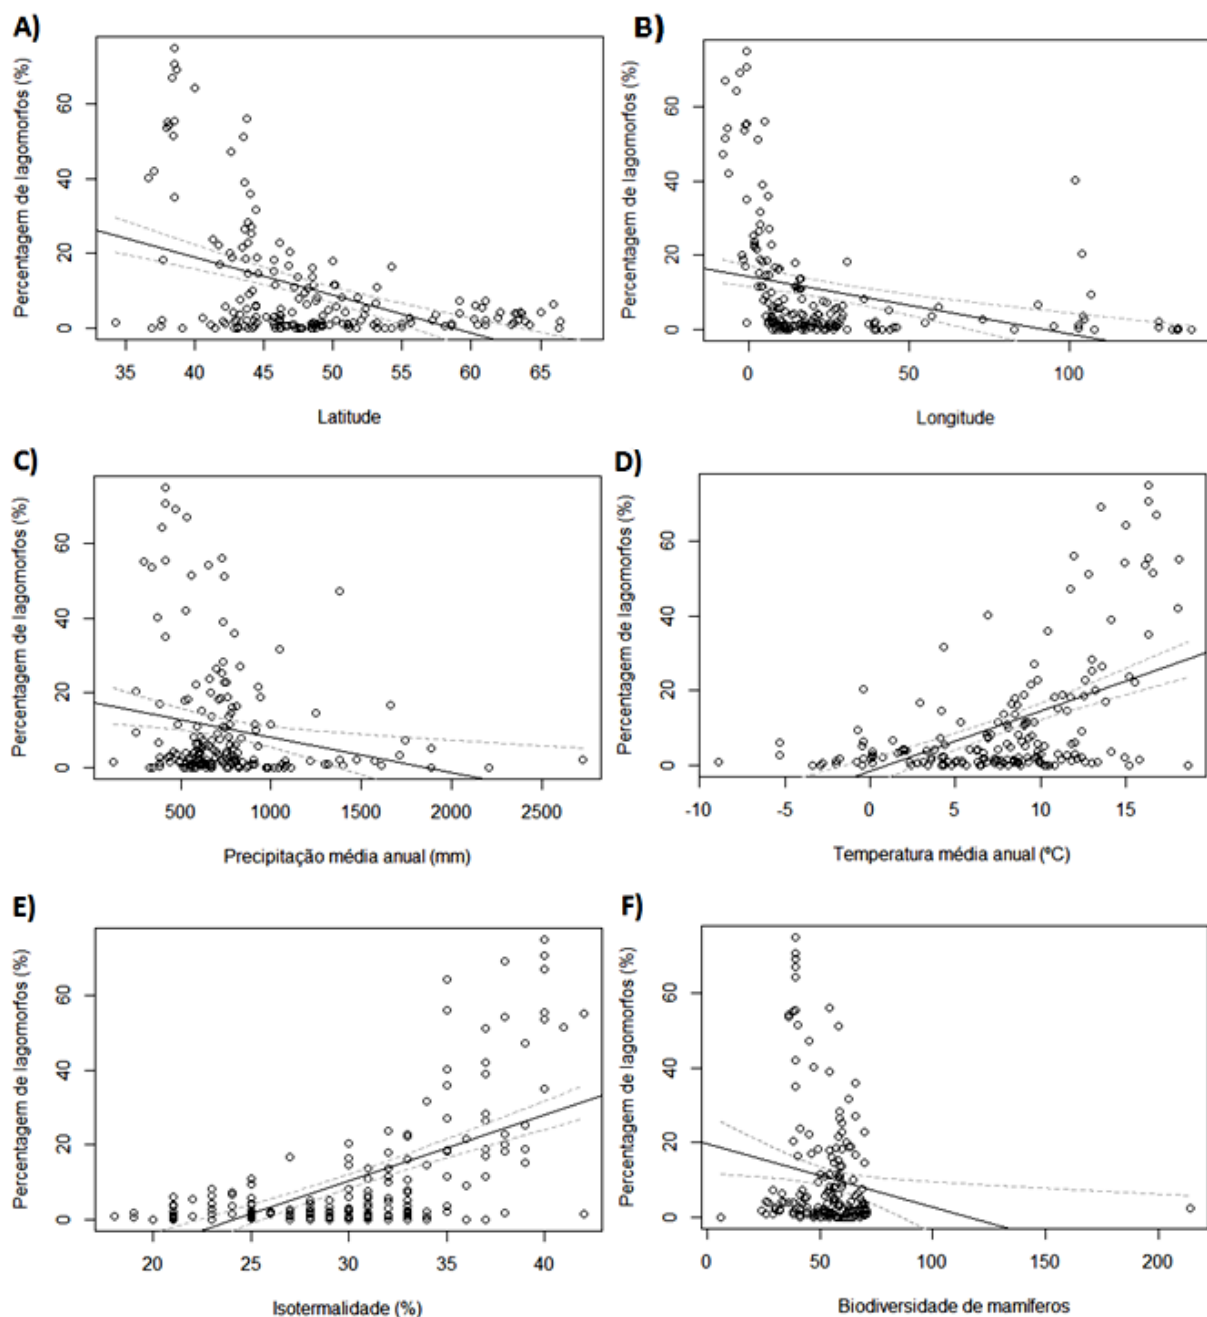 A)
Percentagem de lagomorfos (%)
0 20 40 60
35 40 45 50 55 60 65
Latitude
B)
Percentagem de lagomorfos (%)
0 20 40 60
0 50 100
Longitude
C)
Percentagem de lagomorfos (%)
0 20 40 60
500 1000 1500 2000 2500
Precipitação média anual (mm)
D)
Percentagem de lagomorfos (%)
0 20 40 60
-10 -5 0 5 10 15
Temperatura média anual (ºC)
E)
Percentagem de lagomorfos (%)
0 20 40 60
20 25 30 35 40
Isotermalidade (%)
F)
Percentagem de lagomorfos (%)
0 20 40 60
0 50 100 150 200
Biodiversidade de mamíferos